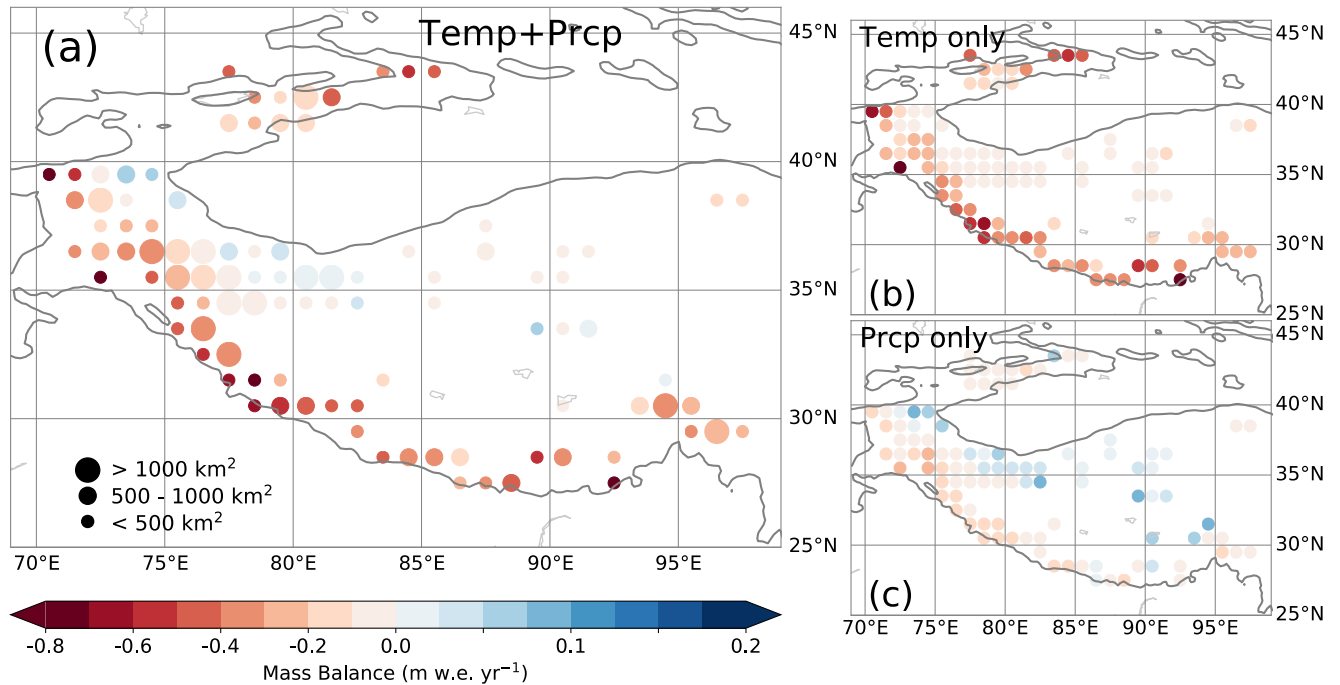 (a)
Temp+Prcp
45°N
40°N
35°N
30°N
25°N
> 1000 km²
500 - 1000 km²
< 500 km²
70°E 75°E 80°E 85°E 90°E 95°E
-0.8 -0.6 -0.4 -0.2 0.0 0.1 0.2
Mass Balance (m w.e. yr⁻¹)
Temp only
45°N
40°N
35°N
30°N
25°N
(b)
Prcp only
45°N
40°N
35°N
30°N
25°N
(c)
70°E 75°E 80°E 85°E 90°E 95°E